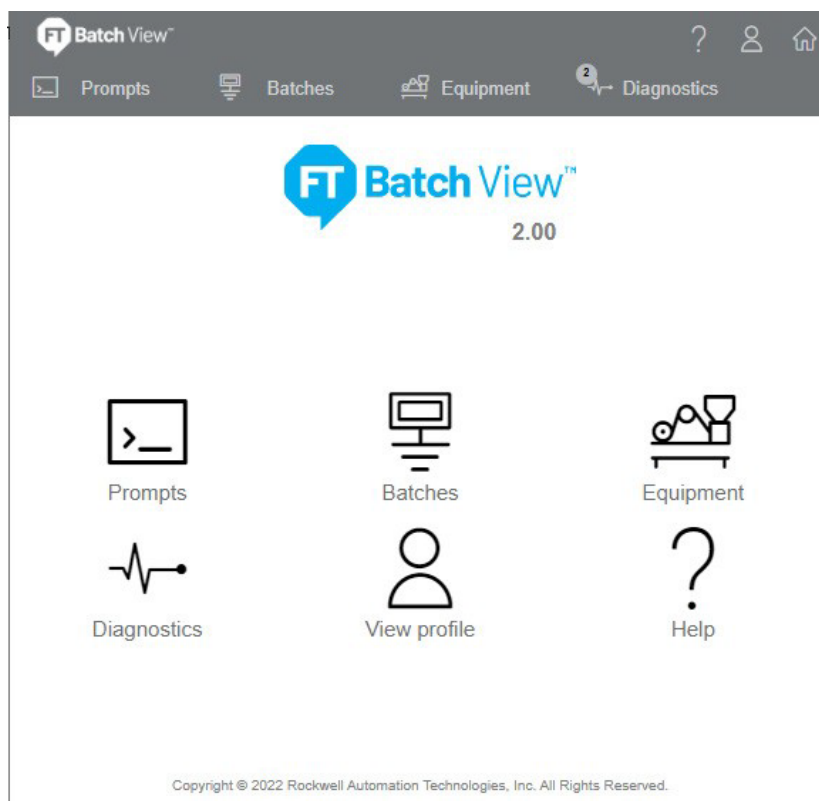 FT Batch View™
Prompts Batches Equipment 2 Diagnostics
FT Batch View™
2.00
Prompts Batches Equipment
Diagnostics View profile Help
Copyright © 2022 Rockwell Automation Technologies, Inc. All Rights Reserved.